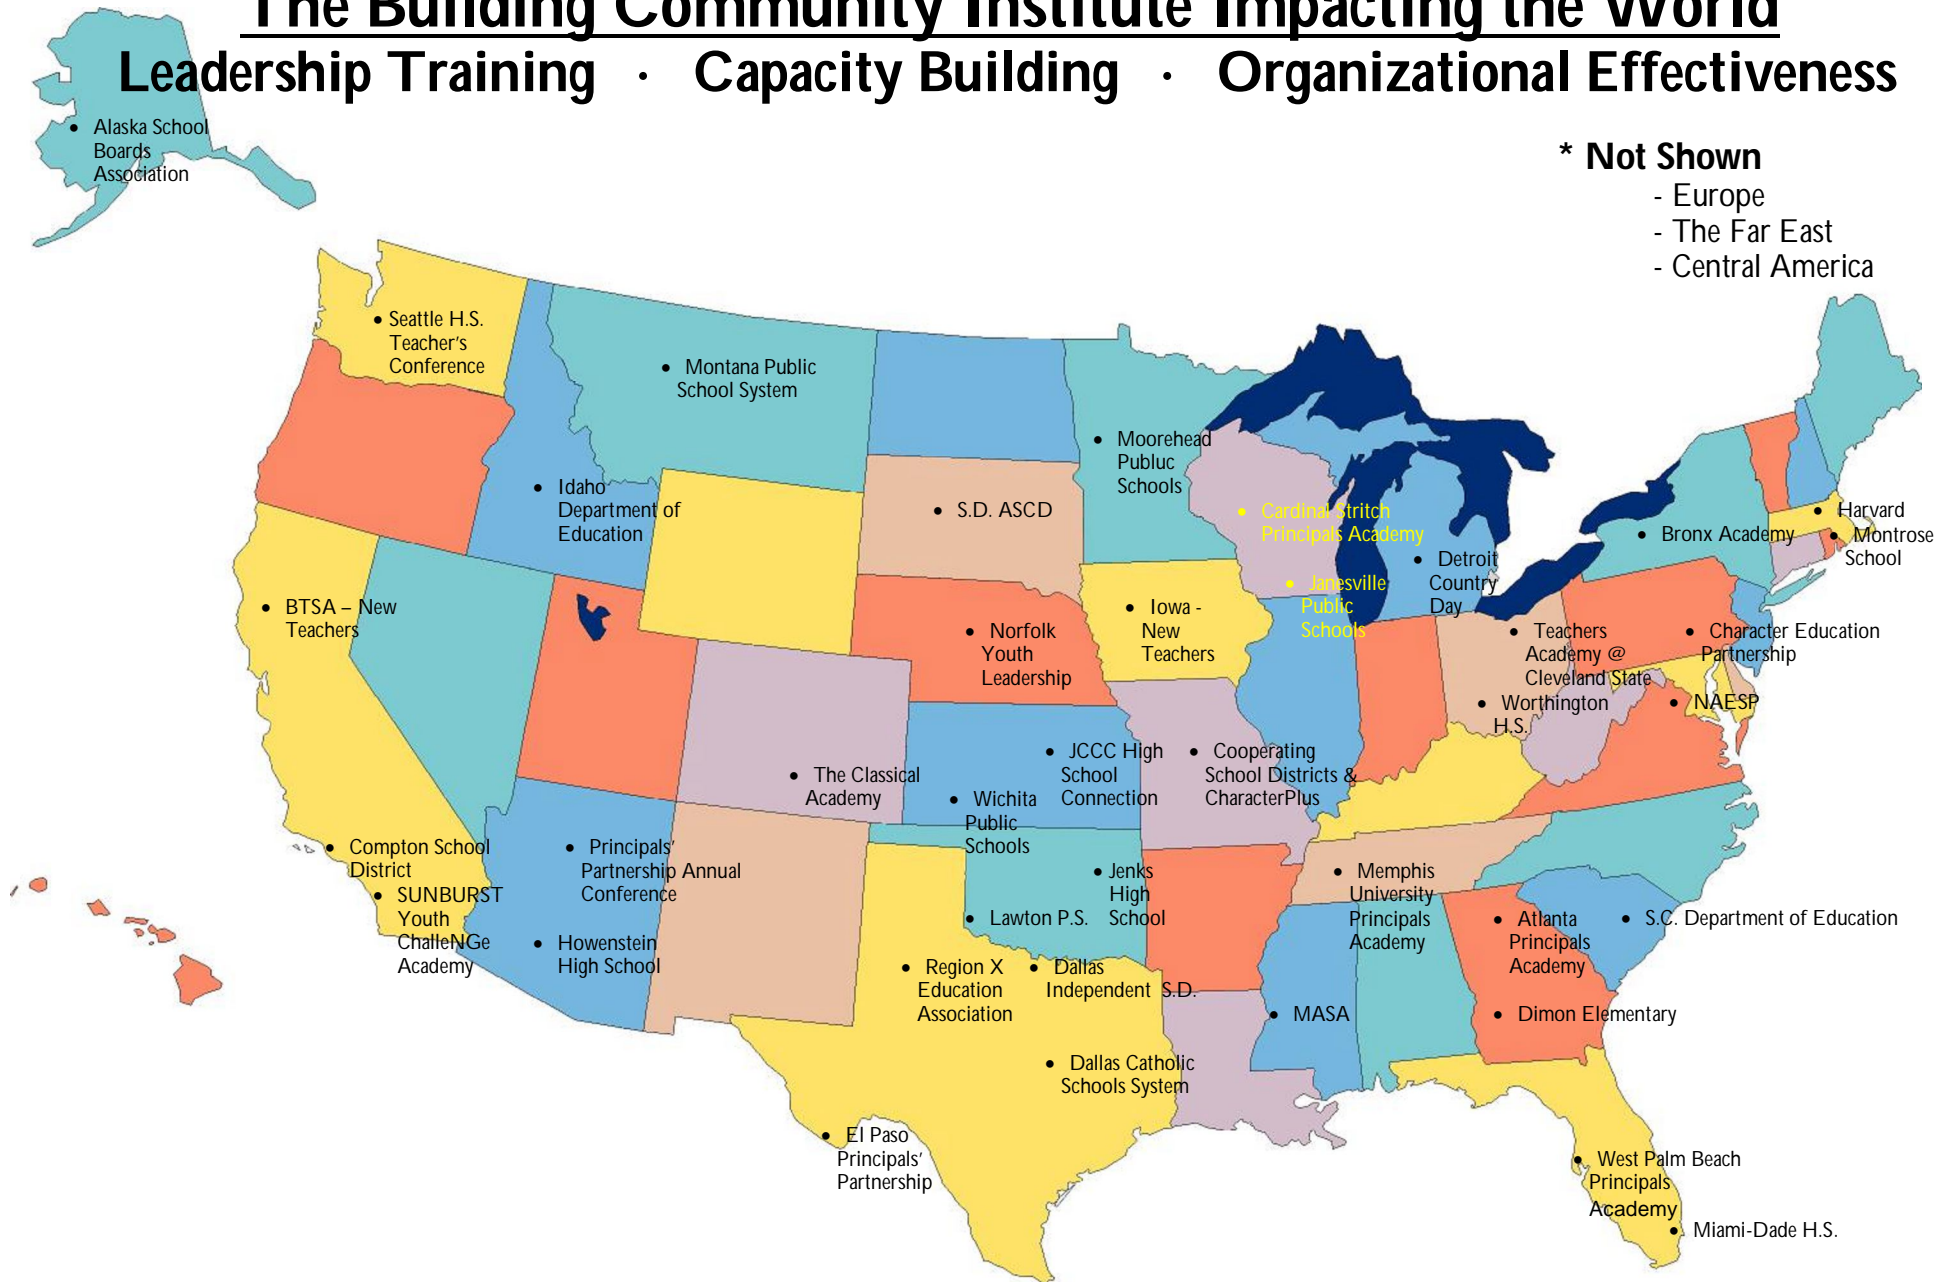 The Building Community Institute Impacting the World
Leadership Training · Capacity Building · Organizational Effectiveness
• Alaska School
Boards
Association
* Not Shown
- Europe
- The Far East
- Central America
• Seattle H.S.
Teacher's
Conference
• Montana Public
School System
• Moorehead
Publuc
Schools
• Idaho
Department of
Education
• S.D. ASCD
• Cardinal Stritch
Principals Academy
• Harvard
• Montrose
School
• Bronx Academy
• Detroit
Country
Day
• Janesville
Public
Schools
• BTSA – New
Teachers
• Norfolk
Youth
Leadership
• Iowa -
New
Teachers
• Teachers
Academy @
Cleveland State
• Character Education
Partnership
• Worthington
H.S.
• NAESP
• The Classical
Academy
• JCCC High
School
Connection
• Wichita
Public
Schools
• Cooperating
School Districts &
CharacterPlus
• Compton School
District
• SUNBURST
Youth
ChalleNGe
Academy
• Principals'
Partnership Annual
Conference
• Howenstein
High School
• Jenks
High
School
• Lawton P.S.
• Memphis
University
Principals
Academy
• Atlanta
Principals
Academy
• S.C. Department of Education
• Region X
Education
Association
• Dallas
Independent S.D.
• MASA
• Dimon Elementary
• Dallas Catholic
Schools System
• El Paso
Principals'
Partnership
• West Palm Beach
Principals
Academy
• Miami-Dade H.S.